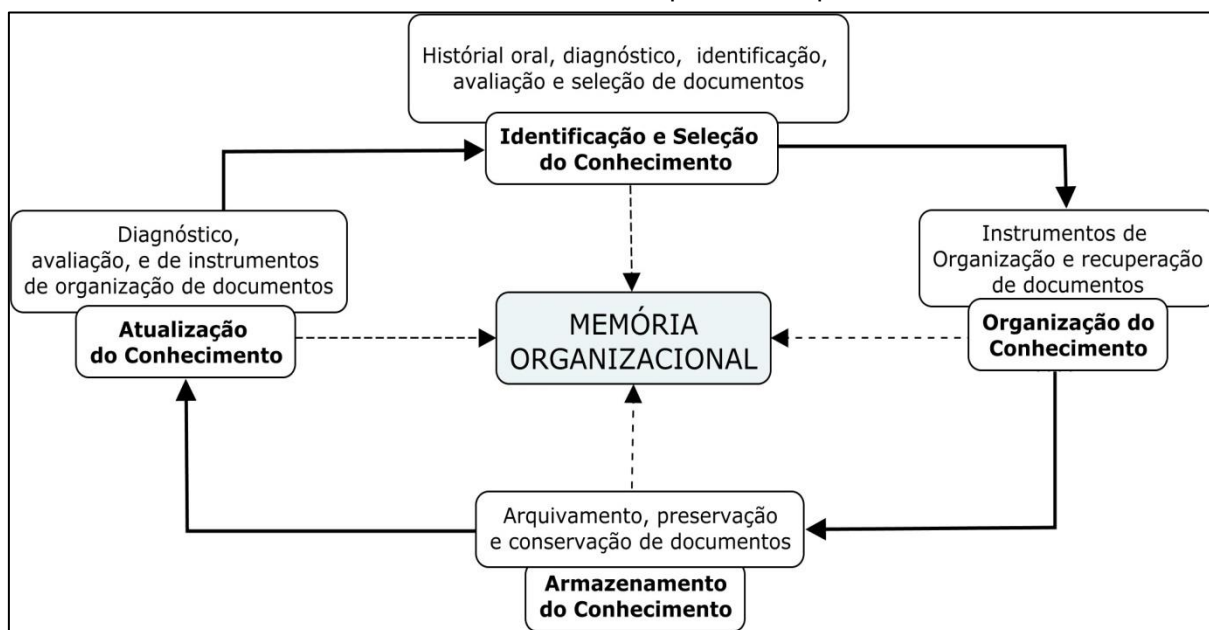 Histórial oral, diagnóstico, identificação,
avaliação e seleção de documentos
Identificação e Seleção
do Conhecimento
Diagnóstico,
avaliação, e de instrumentos
de organização de documentos
Atualização
do Conhecimento
MEMÓRIA
ORGANIZACIONAL
Instrumentos de
Organização e recuperação
de documentos
Organização do
Conhecimento
Arquivamento, preservação
e conservação de documentos
Armazenamento
do Conhecimento